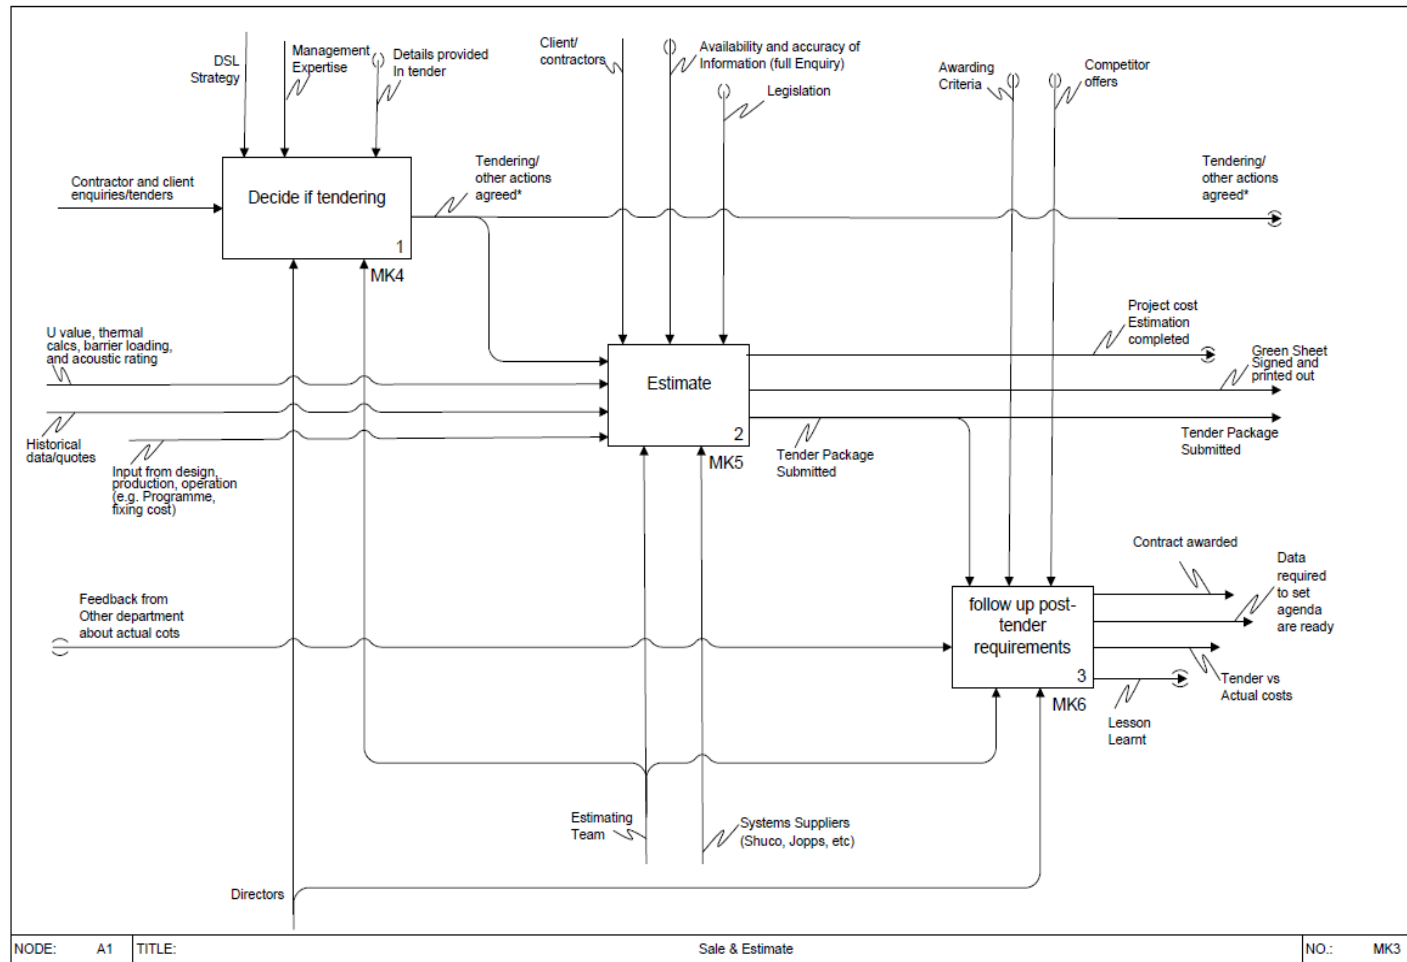 DSL
Strategy
Management
Expertise
Details provided
In tender
Client/
contractors
Availability and accuracy of
Information (full Enquiry)
Legislation
Awarding
Criteria
Competitor
offers
Contractor and client
enquiries/tenders
Decide if tendering
1
MK4
Tendering/
other actions
agreed*
Tendering/
other actions
agreed*
U value, thermal
calcs, barrier loading,
and acoustic rating
Historical
data/quotes
Input from design,
production, operation
(e.g. Programme,
fixing cost)
Estimate
2
MK5
Project cost
Estimation
completed
Green Sheet
Signed and
printed out
Tender Package
Submitted
Tender Package
Submitted
Feedback from
Other department
about actual cots
follow up post-
tender
requirements
3
MK6
Contract awarded
Data
required
to set
agenda
are ready
Tender vs
Actual costs
Lesson
Learnt
Estimating
Team
Systems Suppliers
(Shuco, Jopps, etc)
Directors
NODE: A1 TITLE: Sale & Estimate NO.: MK3